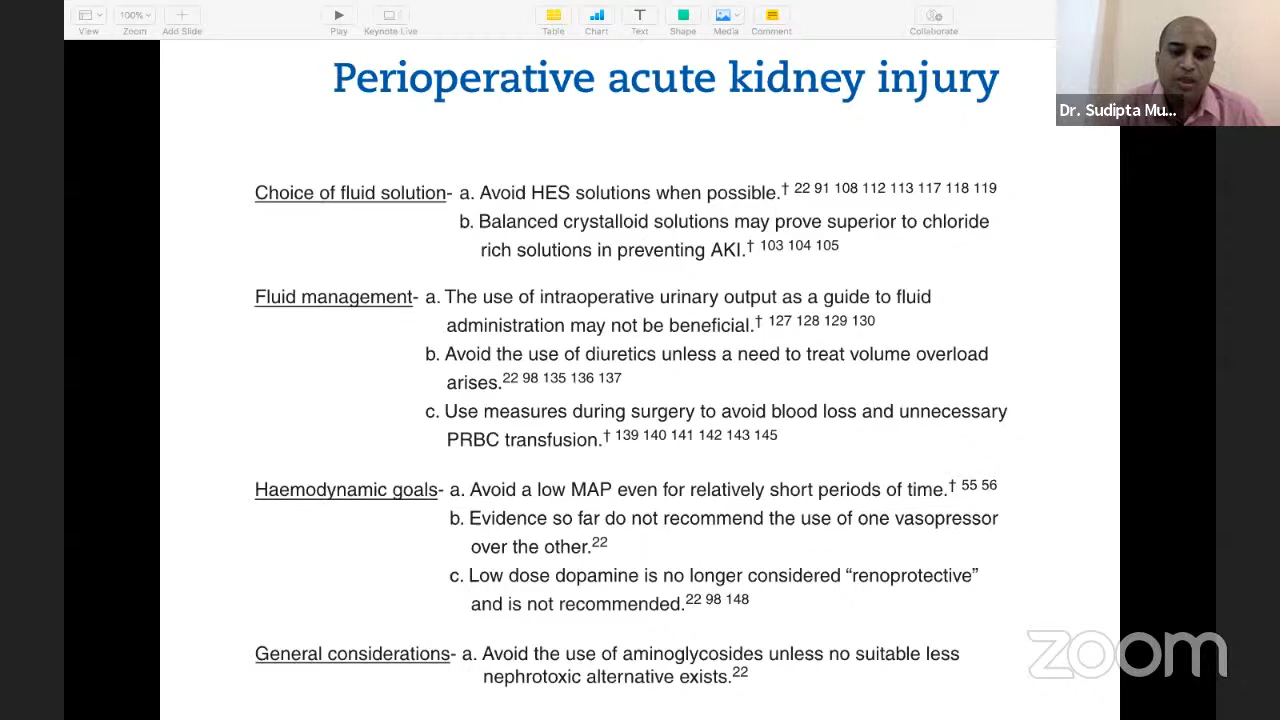 View
100%
Zoom
Add Slide
Play
Keynote Live
Table
Chart
Text
Shape
Media
Comment
Collaborate
Dr. Sudipta Mu...
Perioperative acute kidney injury
Choice of fluid solution- a. Avoid HES solutions when possible.† 22 91 108 112 113 117 118 119
b. Balanced crystalloid solutions may prove superior to chloride
rich solutions in preventing AKI.† 103 104 105
Fluid management- a. The use of intraoperative urinary output as a guide to fluid
administration may not be beneficial.† 127 128 129 130
b. Avoid the use of diuretics unless a need to treat volume overload
arises.22 98 135 136 137
c. Use measures during surgery to avoid blood loss and unnecessary
PRBC transfusion.† 139 140 141 142 143 145
Haemodynamic goals- a. Avoid a low MAP even for relatively short periods of time.† 55 56
b. Evidence so far do not recommend the use of one vasopressor
over the other.22
c. Low dose dopamine is no longer considered “renoprotective”
and is not recommended.22 98 148
General considerations- a. Avoid the use of aminoglycosides unless no suitable less
nephrotoxic alternative exists.22
zoom